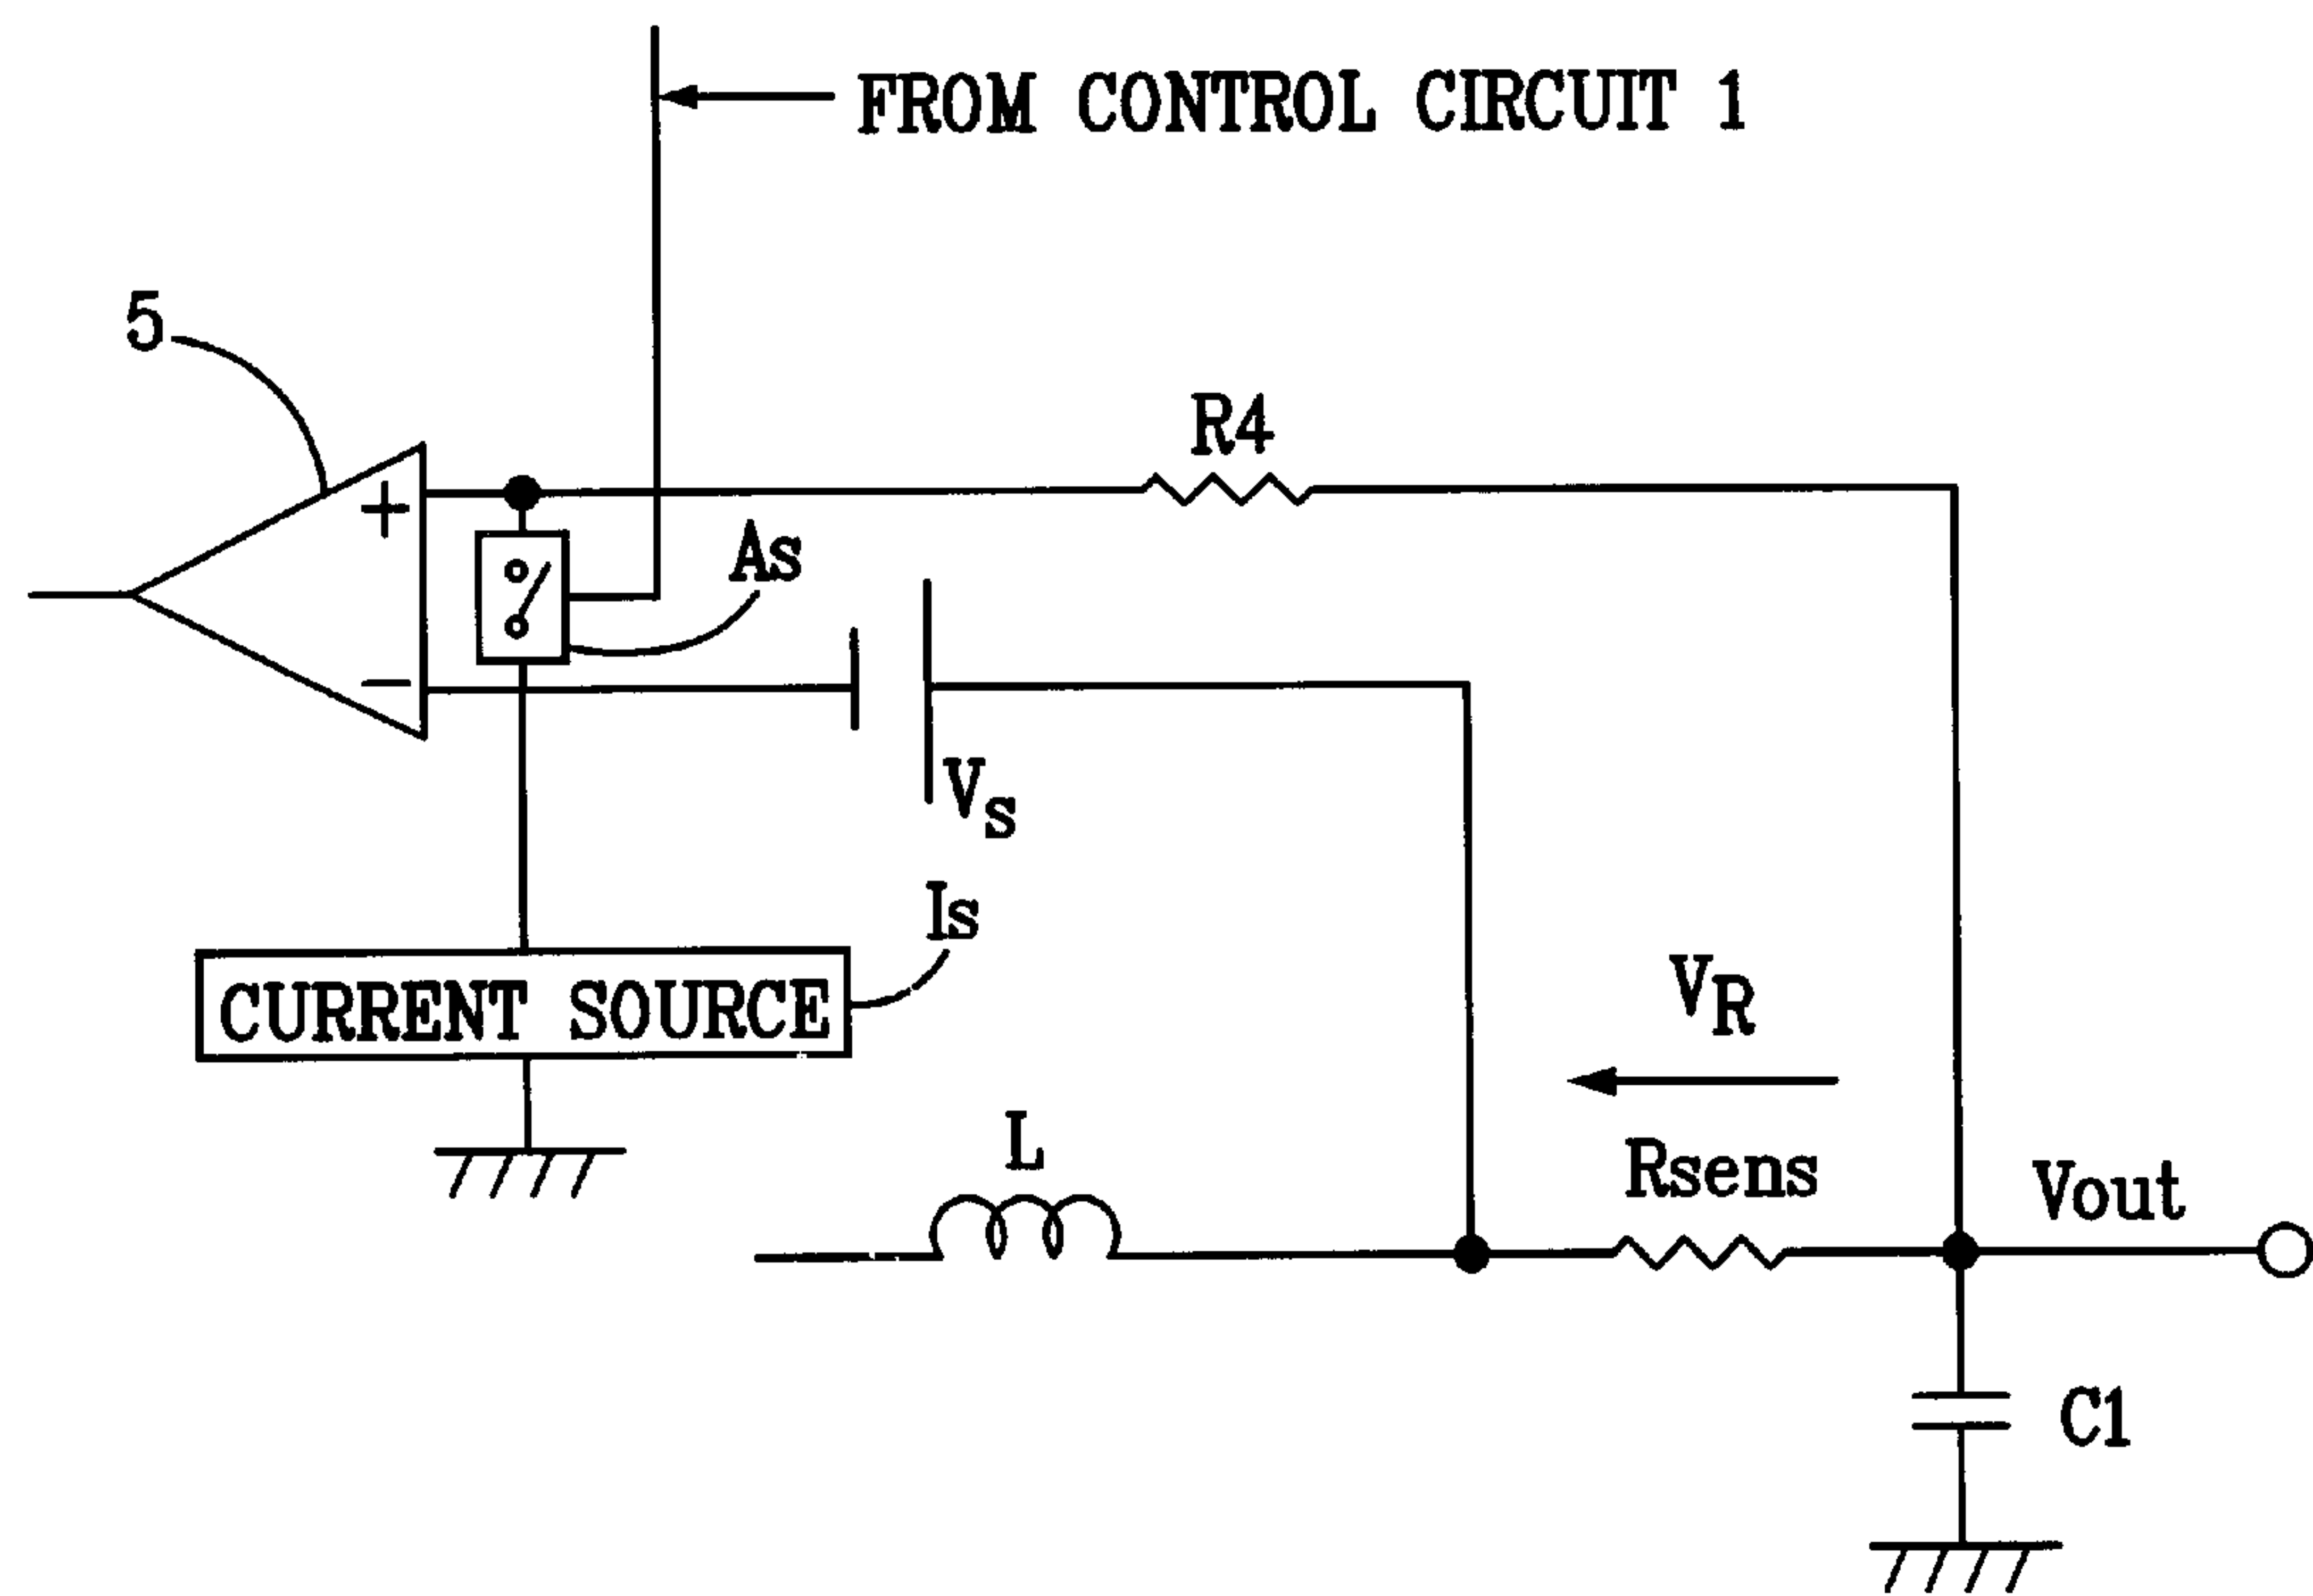 FROM CONTROL CIRCUIT 1
5
R4
+
As
−
Vs
Is
CURRENT SOURCE
VR
L
Rsens
Vout
C1